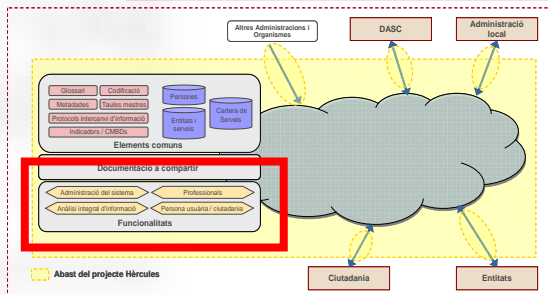 Altres Administracions i
Organismes
DASC
Administració
local
Glossari
Codificació
Metadades
Taules mestres
Protocols intercanvi d'informació
Indicadors / CMBDs
Persones
Entitats i
serveis
Cartera de
Serveis
Elements comuns
Documentació a compartir
Administració del sistema
Professionals
Anàlisi integral d'informació
Persona usuària / ciutadania
Funcionalitats
Abast del projecte Hèrcules
Ciutadania
Entitats